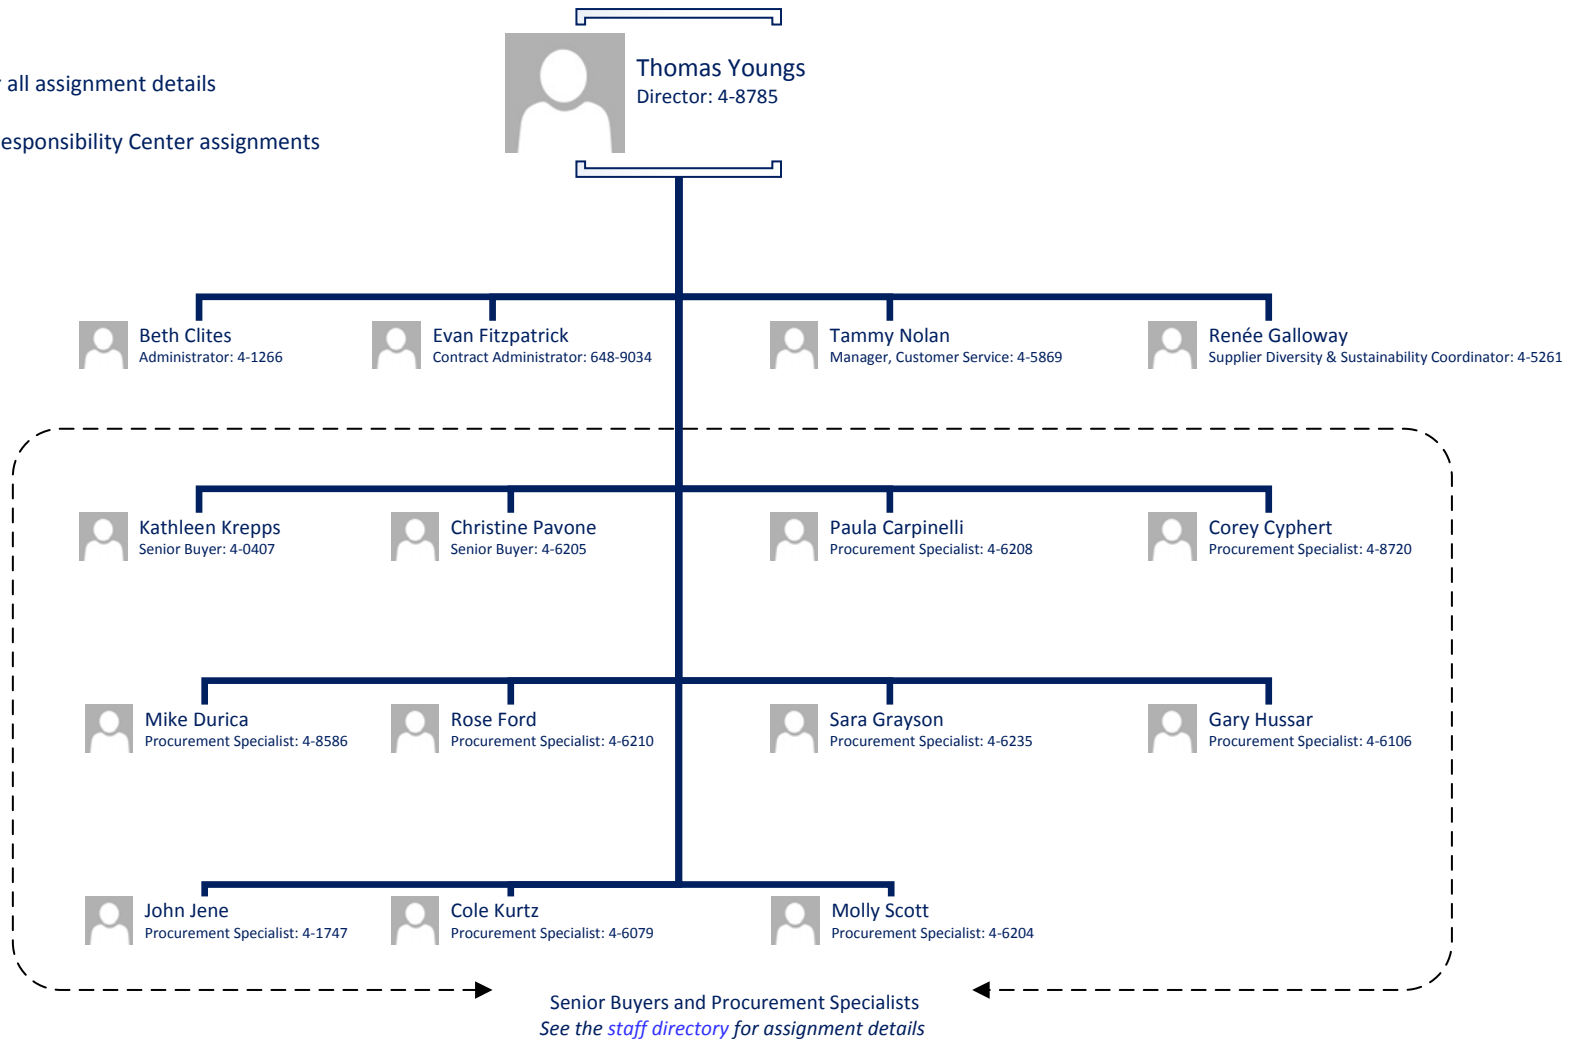 all assignment details
Responsibility Center assignments
Thomas Youngs
Director: 4-8785
Beth Clites
Administrator: 4-1266
Evan Fitzpatrick
Contract Administrator: 648-9034
Tammy Nolan
Manager, Customer Service: 4-5869
Renée Galloway
Supplier Diversity & Sustainability Coordinator: 4-5261
Kathleen Krepps
Senior Buyer: 4-0407
Christine Pavone
Senior Buyer: 4-6205
Paula Carpinelli
Procurement Specialist: 4-6208
Corey Cyphert
Procurement Specialist: 4-8720
Mike Durica
Procurement Specialist: 4-8586
Rose Ford
Procurement Specialist: 4-6210
Sara Grayson
Procurement Specialist: 4-6235
Gary Hussar
Procurement Specialist: 4-6106
John Jene
Procurement Specialist: 4-1747
Cole Kurtz
Procurement Specialist: 4-6079
Molly Scott
Procurement Specialist: 4-6204
Senior Buyers and Procurement Specialists
See the staff directory for assignment details